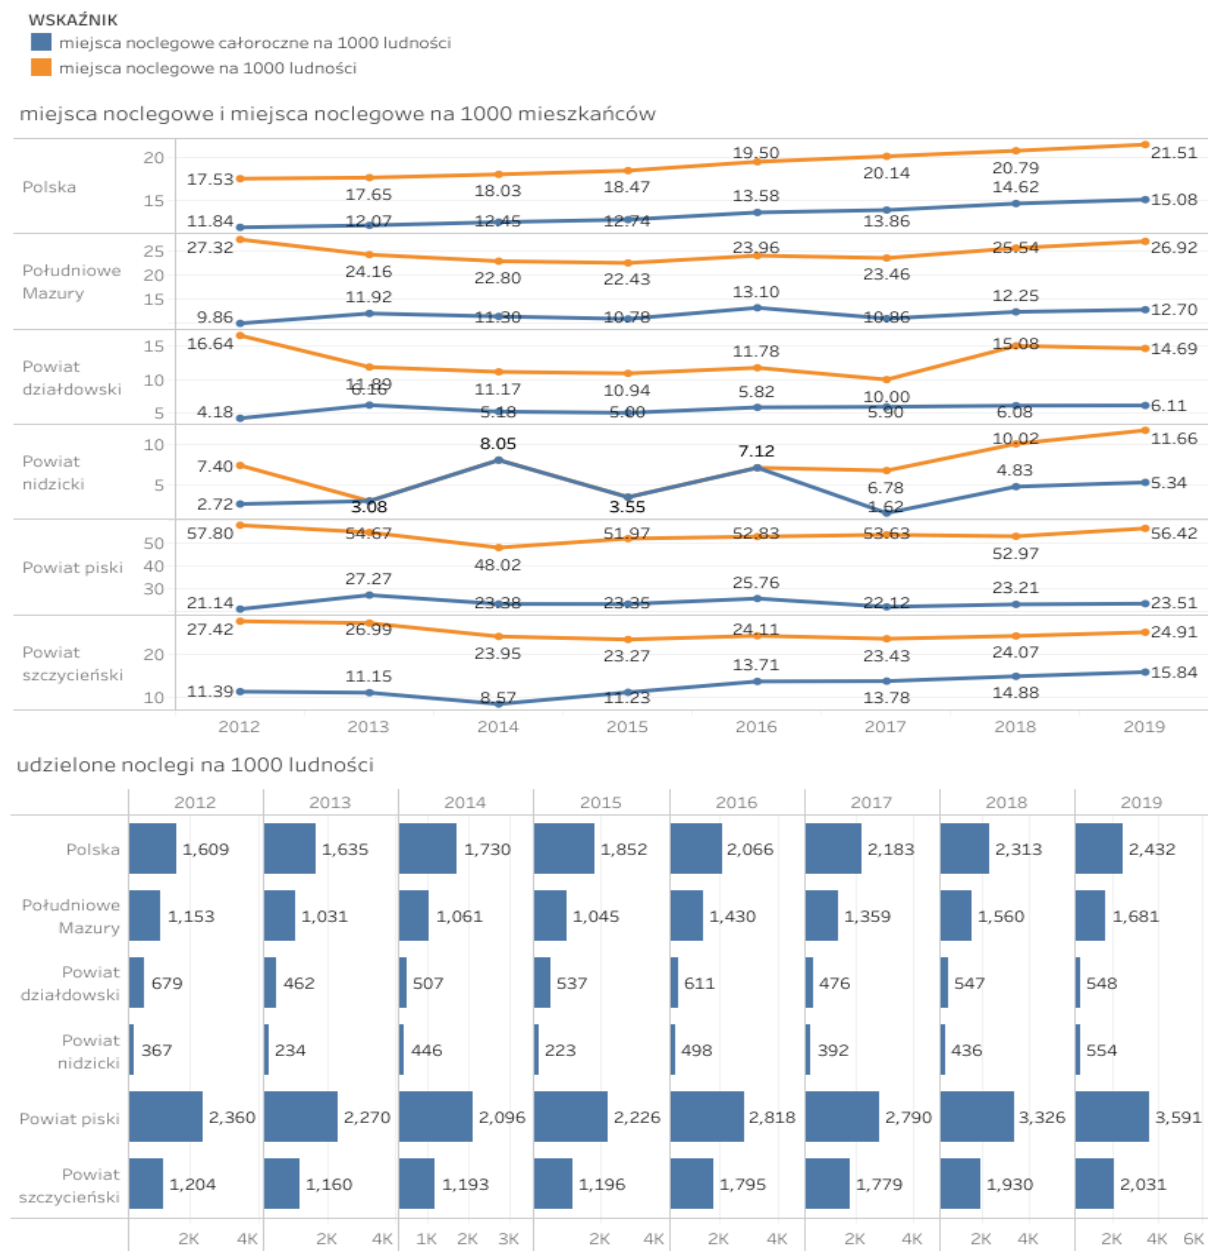 WSKAŹNIK
miejsca noclegowe całoroczne na 1000 ludności
miejsca noclegowe na 1000 ludności
miejsca noclegowe i miejsca noclegowe na 1000 mieszkańców
Polska
20
15
17.53 17.65 18.03 18.47 19.50 20.14 20.79 21.51
11.84 12.07 12.45 12.74 13.58 13.86 14.62 15.08
Południowe
Mazury
25
20
15
27.32 24.16 22.80 22.43 23.96 23.46 25.54 26.92
9.86 11.92 11.30 10.78 13.10 10.86 12.25 12.70
Powiat
działdowski
15
10
5
16.64 11.89 11.17 10.94 11.78 10.00 15.08 14.69
4.18 6.16 5.18 5.00 5.82 5.90 6.08 6.11
Powiat
nidzicki
10
5
7.40 3.08 8.05 3.55 7.12 6.78 10.02 11.66
2.72 1.62 4.83 5.34
Powiat piski
50
40
30
57.80 54.67 48.02 51.97 52.83 53.63 52.97 56.42
21.14 27.27 23.38 23.35 25.76 22.12 23.21 23.51
Powiat
szczycieński
20
10
27.42 26.99 23.95 23.27 24.11 23.43 24.07 24.91
11.39 11.15 8.57 11.23 13.71 13.78 14.88 15.84
2012 2013 2014 2015 2016 2017 2018 2019
udzielone noclegi na 1000 ludności
2012 2013 2014 2015 2016 2017 2018 2019
Polska 1,609 1,635 1,730 1,852 2,066 2,183 2,313 2,432
Południowe
Mazury
1,153 1,031 1,061 1,045 1,430 1,359 1,560 1,681
Powiat
działdowski
679 462 507 537 611 476 547 548
Powiat
nidzicki
367 234 446 223 498 392 436 554
Powiat piski 2,360 2,270 2,096 2,226 2,818 2,790 3,326 3,591
Powiat
szczycieński
1,204 1,160 1,193 1,196 1,795 1,779 1,930 2,031
2K 4K 2K 4K 1K 2K 3K 2K 4K 2K 4K 2K 4K 2K 4K 2K 4K 6K